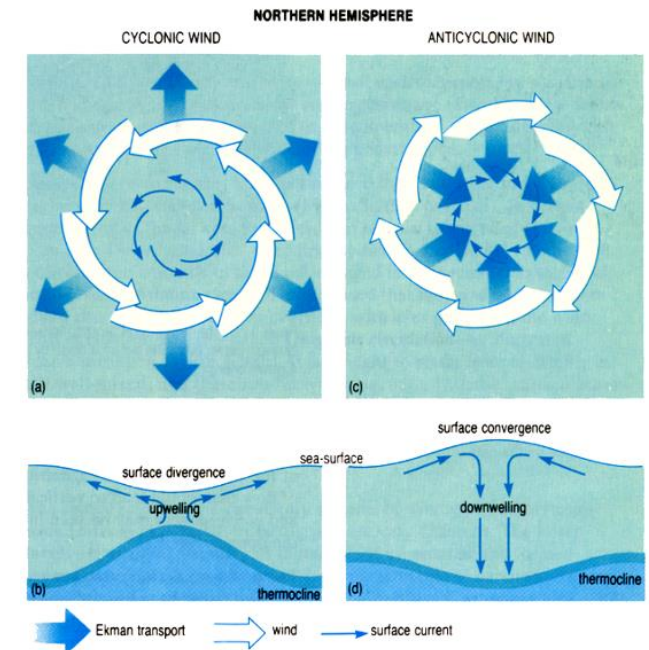 NORTHERN HEMISPHERE
CYCLONIC WIND
ANTICYCLONIC WIND
(a)
(c)
surface convergence
sea-surface
surface divergence
upwelling
downwelling
(b)
thermocline
(d)
thermocline
Ekman transport
wind
surface current